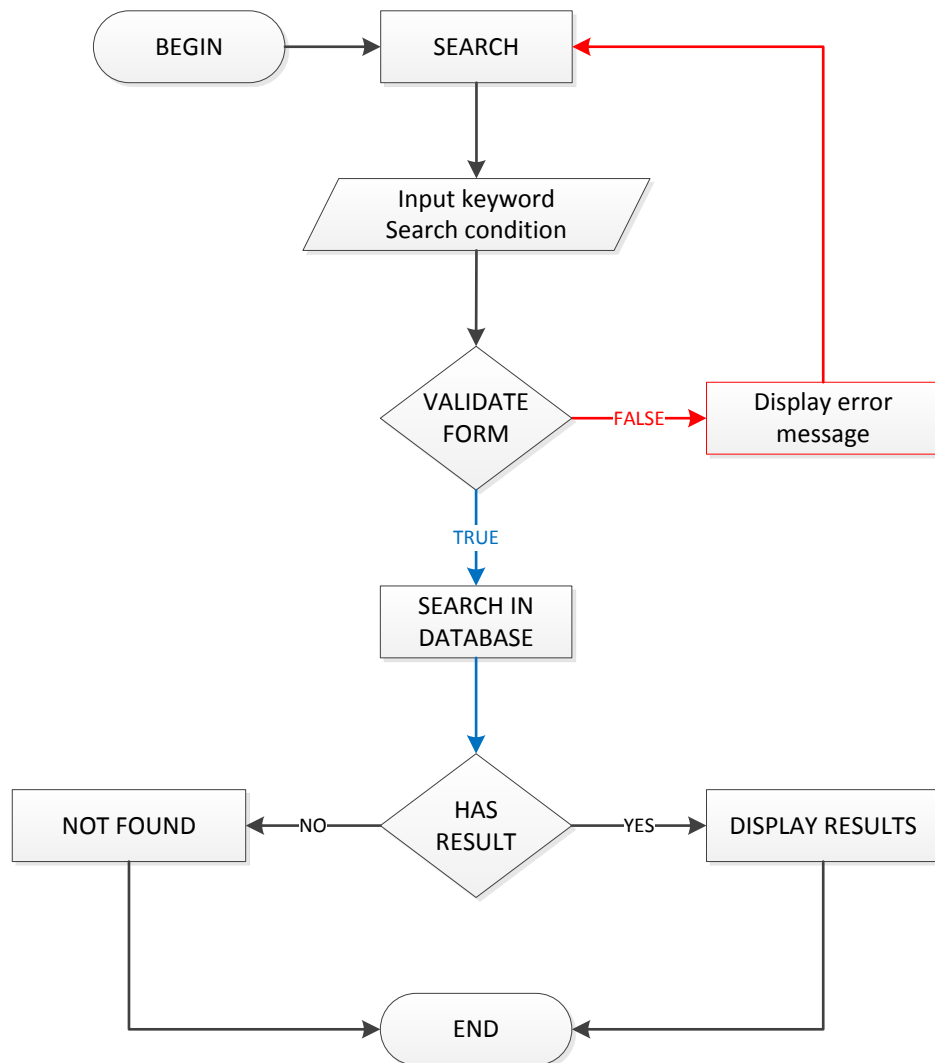 BEGIN
SEARCH
Input keyword
Search condition
VALIDATE
FORM
FALSE
Display error
message
TRUE
SEARCH IN
DATABASE
NOT FOUND
NO
HAS
RESULT
YES
DISPLAY RESULTS
END